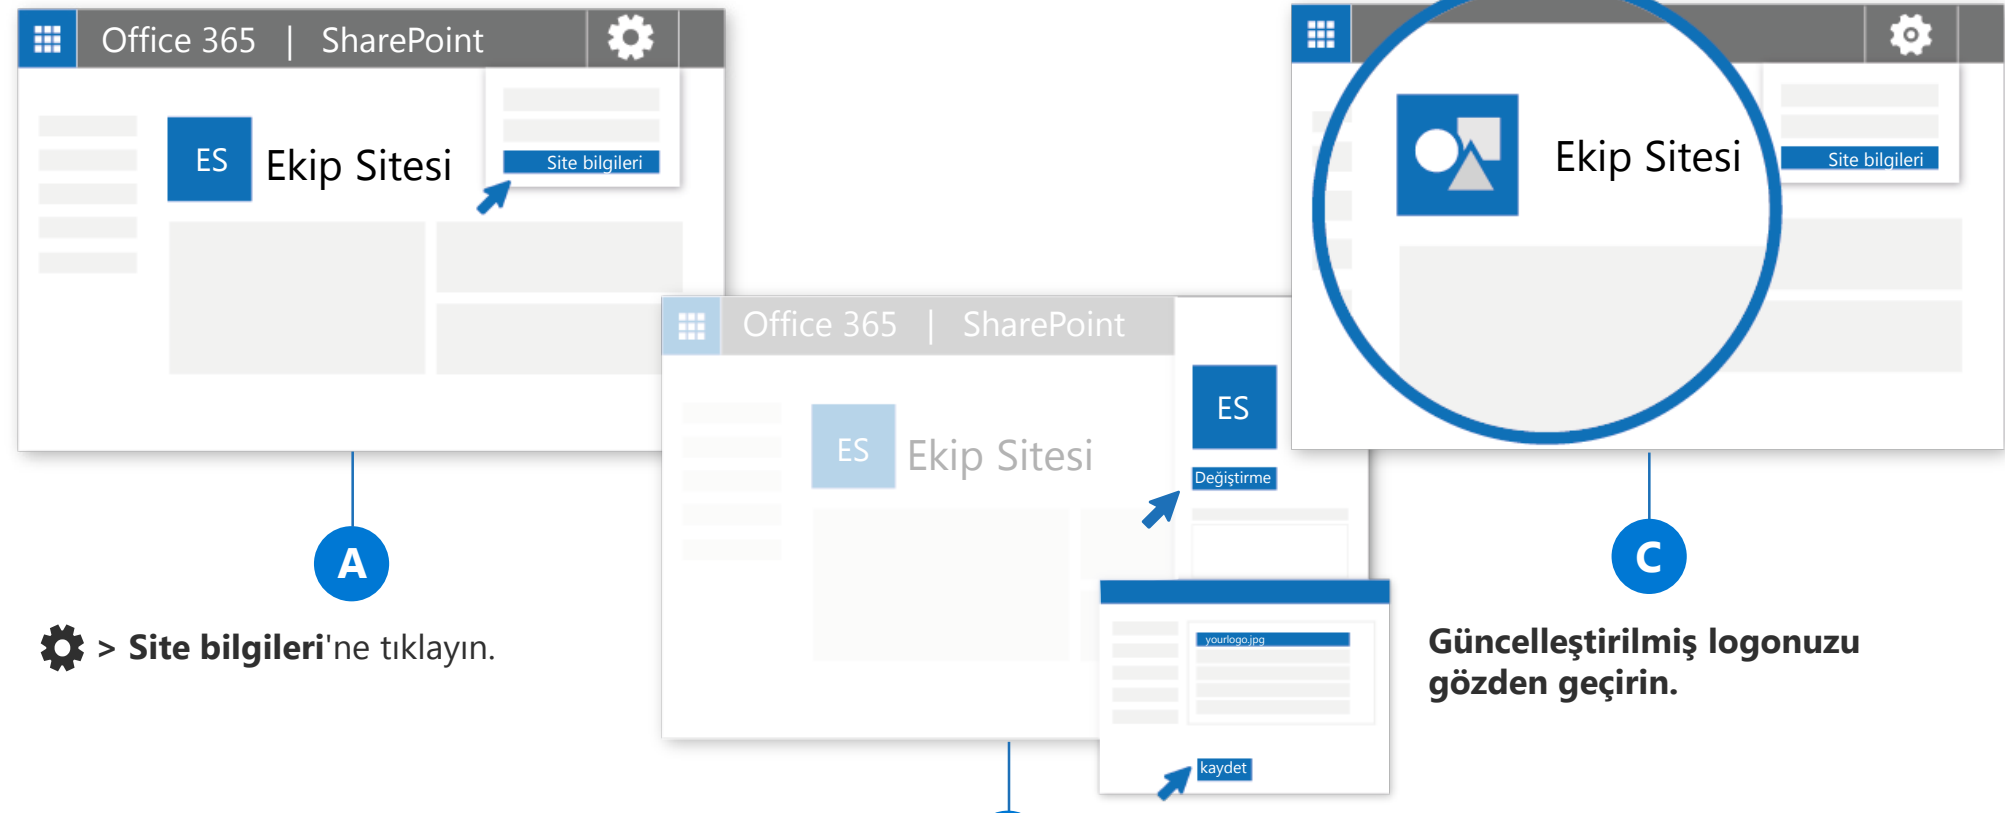 Office 365 | SharePoint
ES
Ekip Sitesi
Site bilgileri
A
> Site bilgileri'ne tıklayın.
Office 365 | SharePoint
ES
Ekip Sitesi
ES
Değiştirme
yourlogo.jpg
kaydet
Ekip Sitesi
Site bilgileri
C
Güncelleştirilmiş logonuzu
gözden geçirin.